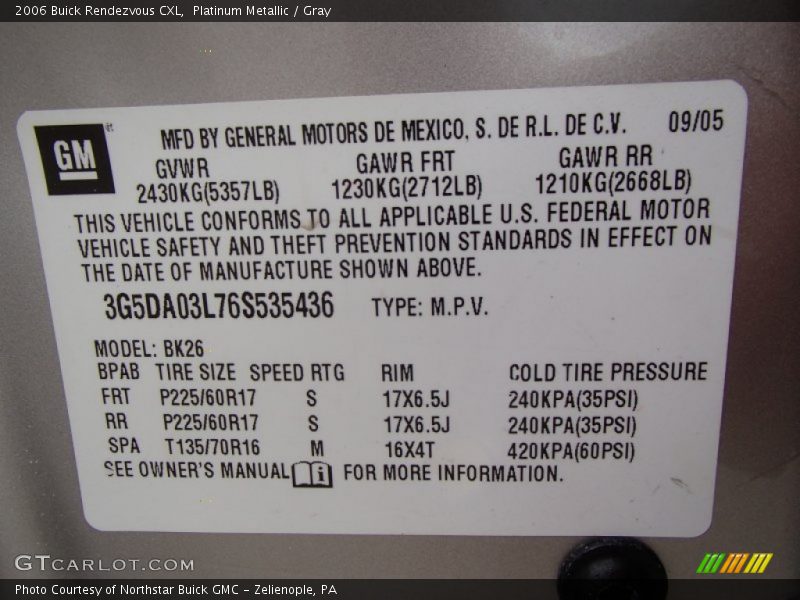 2006 Buick Rendezvous CXL,  Platinum Metallic / Gray
GM
MFD BY GENERAL MOTORS DE MEXICO, S. DE R.L. DE C.V. 09/05
GVWR GAWR FRT GAWR RR
2430KG(5357LB) 1230KG(2712LB) 1210KG(2668LB)
THIS VEHICLE CONFORMS TO ALL APPLICABLE U.S. FEDERAL MOTOR
VEHICLE SAFETY AND THEFT PREVENTION STANDARDS IN EFFECT ON
THE DATE OF MANUFACTURE SHOWN ABOVE.
3G5DA03L76S535436 TYPE: M.P.V.
MODEL: BK26
BPAB TIRE SIZE SPEED RTG RIM COLD TIRE PRESSURE
FRT P225/60R17 S 17X6.5J 240KPA(35PSI)
RR P225/60R17 S 17X6.5J 240KPA(35PSI)
SPA T135/70R16 M 16X4T 420KPA(60PSI)
SEE OWNER'S MANUAL i FOR MORE INFORMATION.
GTCARLOT.COM
Photo Courtesy of Northstar Buick GMC - Zelienople, PA